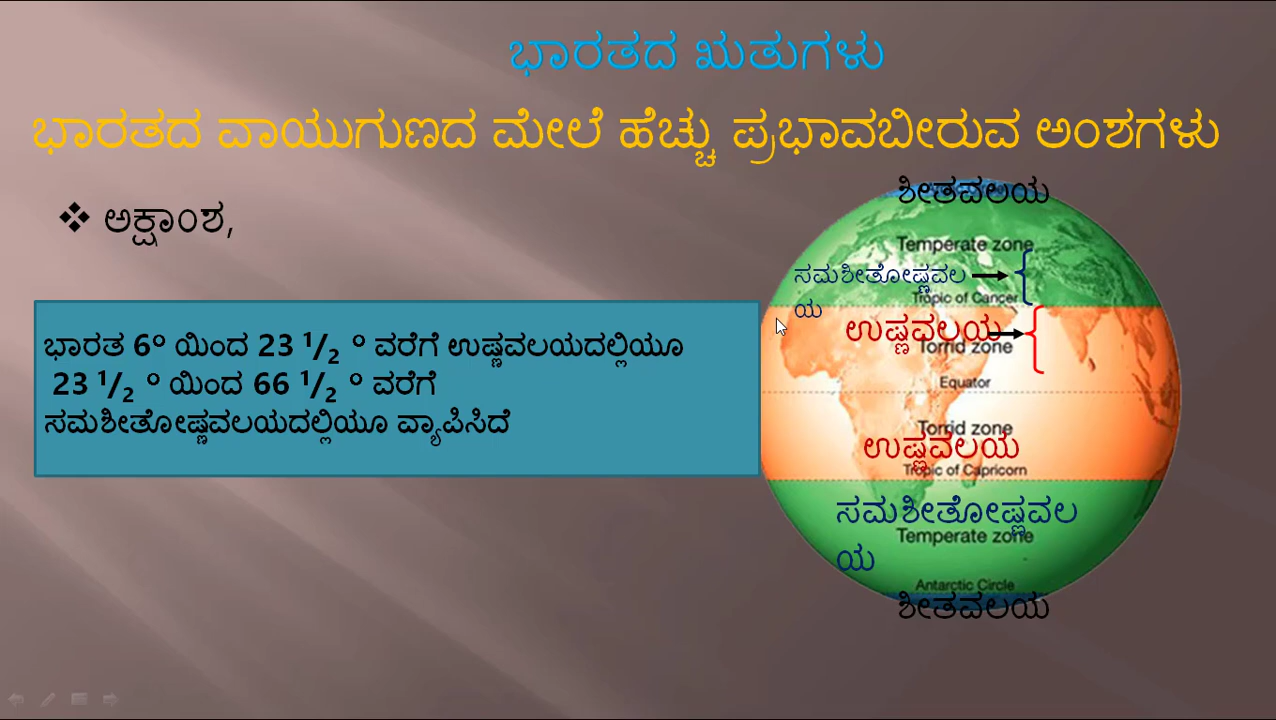 ಭಾರತದ ಋತುಗಳು
ಭಾರತದ ವಾಯುಗುಣದ ಮೇಲೆ ಹೆಚ್ಚು ಪ್ರಭಾವಬೀರುವ ಅಂಶಗಳು
❖ ಅಕ್ಷಾಂಶ,
ಭಾರತ 6° ಯಿಂದ 23 ¹/₂ ° ವರೆಗೆ ಉಷ್ಣವಲಯದಲ್ಲಿಯೂ
23 ¹/₂ ° ಯಿಂದ 66 ¹/₂ ° ವರೆಗೆ
ಸಮಶೀತೋಷ್ಣವಲಯದಲ್ಲಿಯೂ ವ್ಯಾಪಿಸಿದೆ
ಶೀತವಲಯ
Temperate zone
ಸಮಶೀತೋಷ್ಣವಲ
ಯ
Tropic of Cancer
ಉಷ್ಣವಲಯ
Torrid zone
Equator
Torrid zone
ಉಷ್ಣವಲಯ
Tropic of Capricorn
ಸಮಶೀತೋಷ್ಣವಲ
ಯ
Temperate zone
Antarctic Circle
ಶೀತವಲಯ